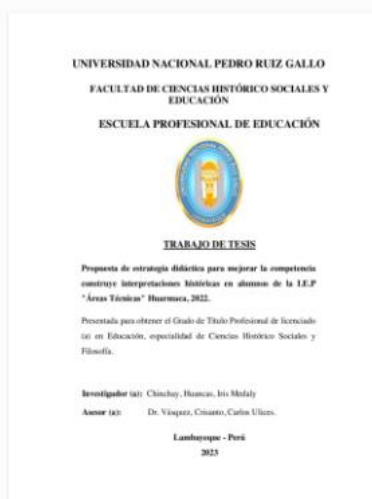 UNIVERSIDAD NACIONAL PEDRO RUIZ GALLO
FACULTAD DE CIENCIAS HISTÓRICO SOCIALES Y
EDUCACIÓN
ESCUELA PROFESIONAL DE EDUCACIÓN
TRABAJO DE TESIS
Propuesta de estrategia didáctica para mejorar la competencia
construye interpretaciones históricas en alumnos de la I.E.P
"Áreas Técnicas" Huarmaca, 2022.
Presentada para obtener el Grado de Título Profesional de licenciado
(a) en Educación, especialidad de Ciencias Histórico Sociales y
Filosofía.
Investigador (a): Chinchay, Huancas, Iris Medaly
Asesor (a): Dr. Vásquez, Crisanto, Carlos Ulices.
Lambayeque - Perú
2023